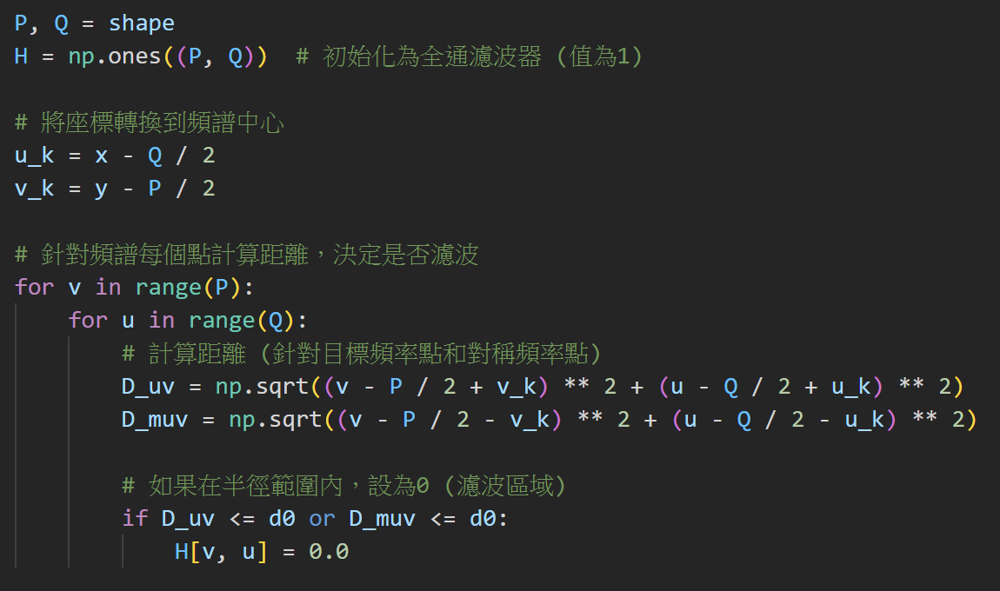 P, Q = shape
H = np.ones((P, Q))  # 初始化為全通濾波器 (值為1)
# 將座標轉換到頻譜中心
u_k = x - Q / 2
v_k = y - P / 2
# 針對頻譜每個點計算距離，決定是否濾波
for v in range(P):
    for u in range(Q):
        # 計算距離 (針對目標頻率點和對稱頻率點)
        D_uv = np.sqrt((v - P / 2 + v_k) ** 2 + (u - Q / 2 + u_k) ** 2)
        D_muv = np.sqrt((v - P / 2 - v_k) ** 2 + (u - Q / 2 - u_k) ** 2)
        # 如果在半徑範圍內，設為0 (濾波區域)
        if D_uv <= d0 or D_muv <= d0:
            H[v, u] = 0.0